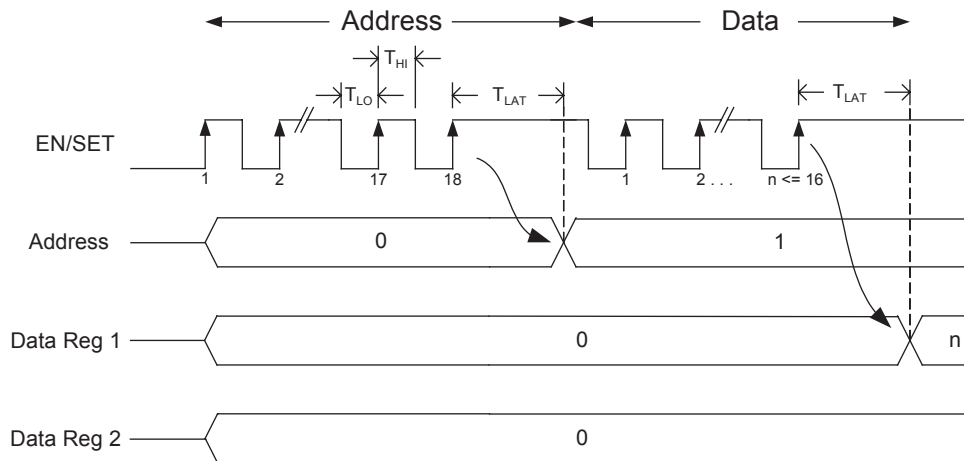 Address Data
T_HI
T_LO T_LAT T_LAT
EN/SET
1 2 17 18 1 2 . . . n <= 16
Address 0 1
Data Reg 1 0 n
Data Reg 2 0